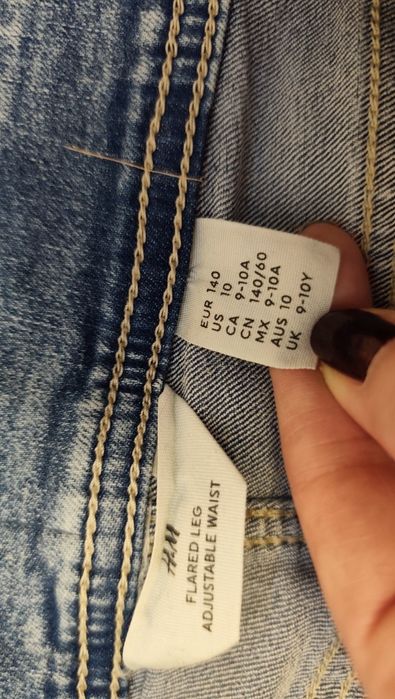 EUR 140
US 10
CA 9-10A
CN 140/60
MX 9-10A
AUS 10
UK 9-10Y
H&M
FLARED LEG
ADJUSTABLE WAIST